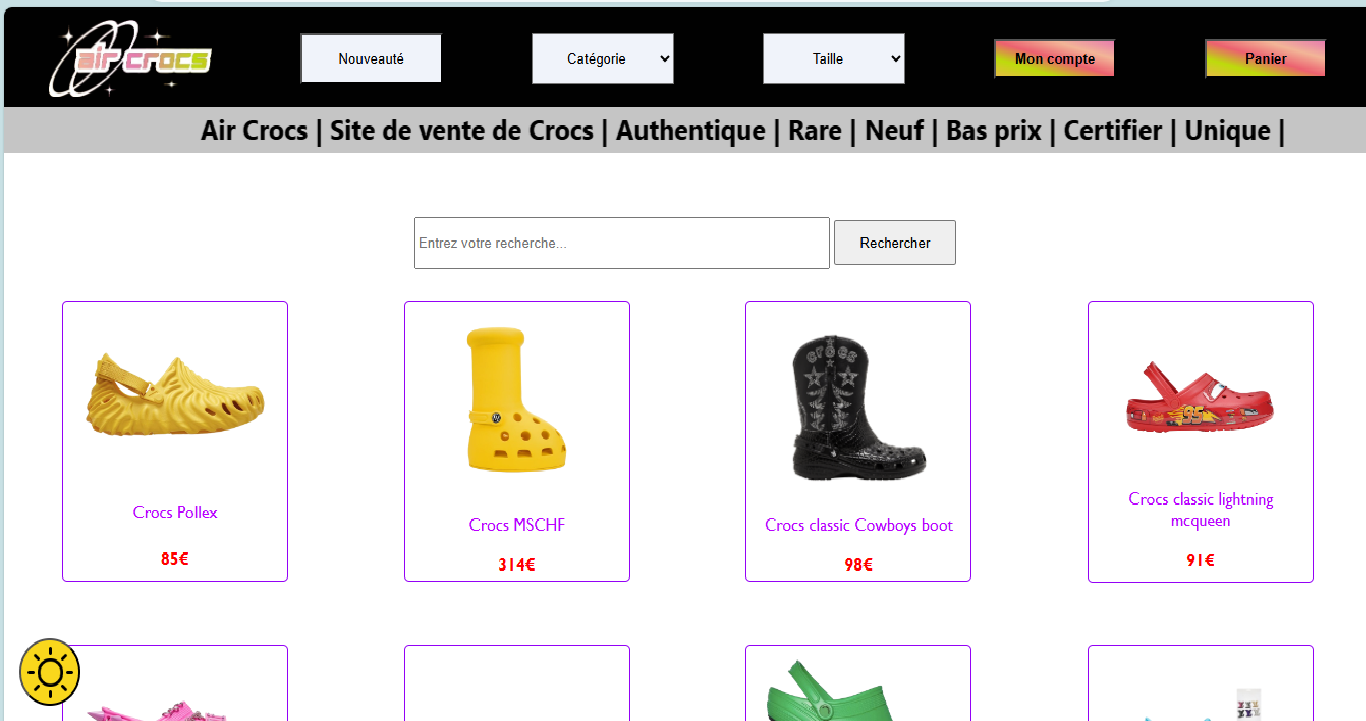 air crocs
Nouveauté
Catégorie
Taille
Mon compte
Panier
Air Crocs | Site de vente de Crocs | Authentique | Rare | Neuf | Bas prix | Certifier | Unique |
Entrez votre recherche...
Rechercher
crocs
95
Crocs Pollex
Crocs MSCHF
Crocs classic Cowboys boot
Crocs classic lightning
mcqueen
85€
314€
98€
91€